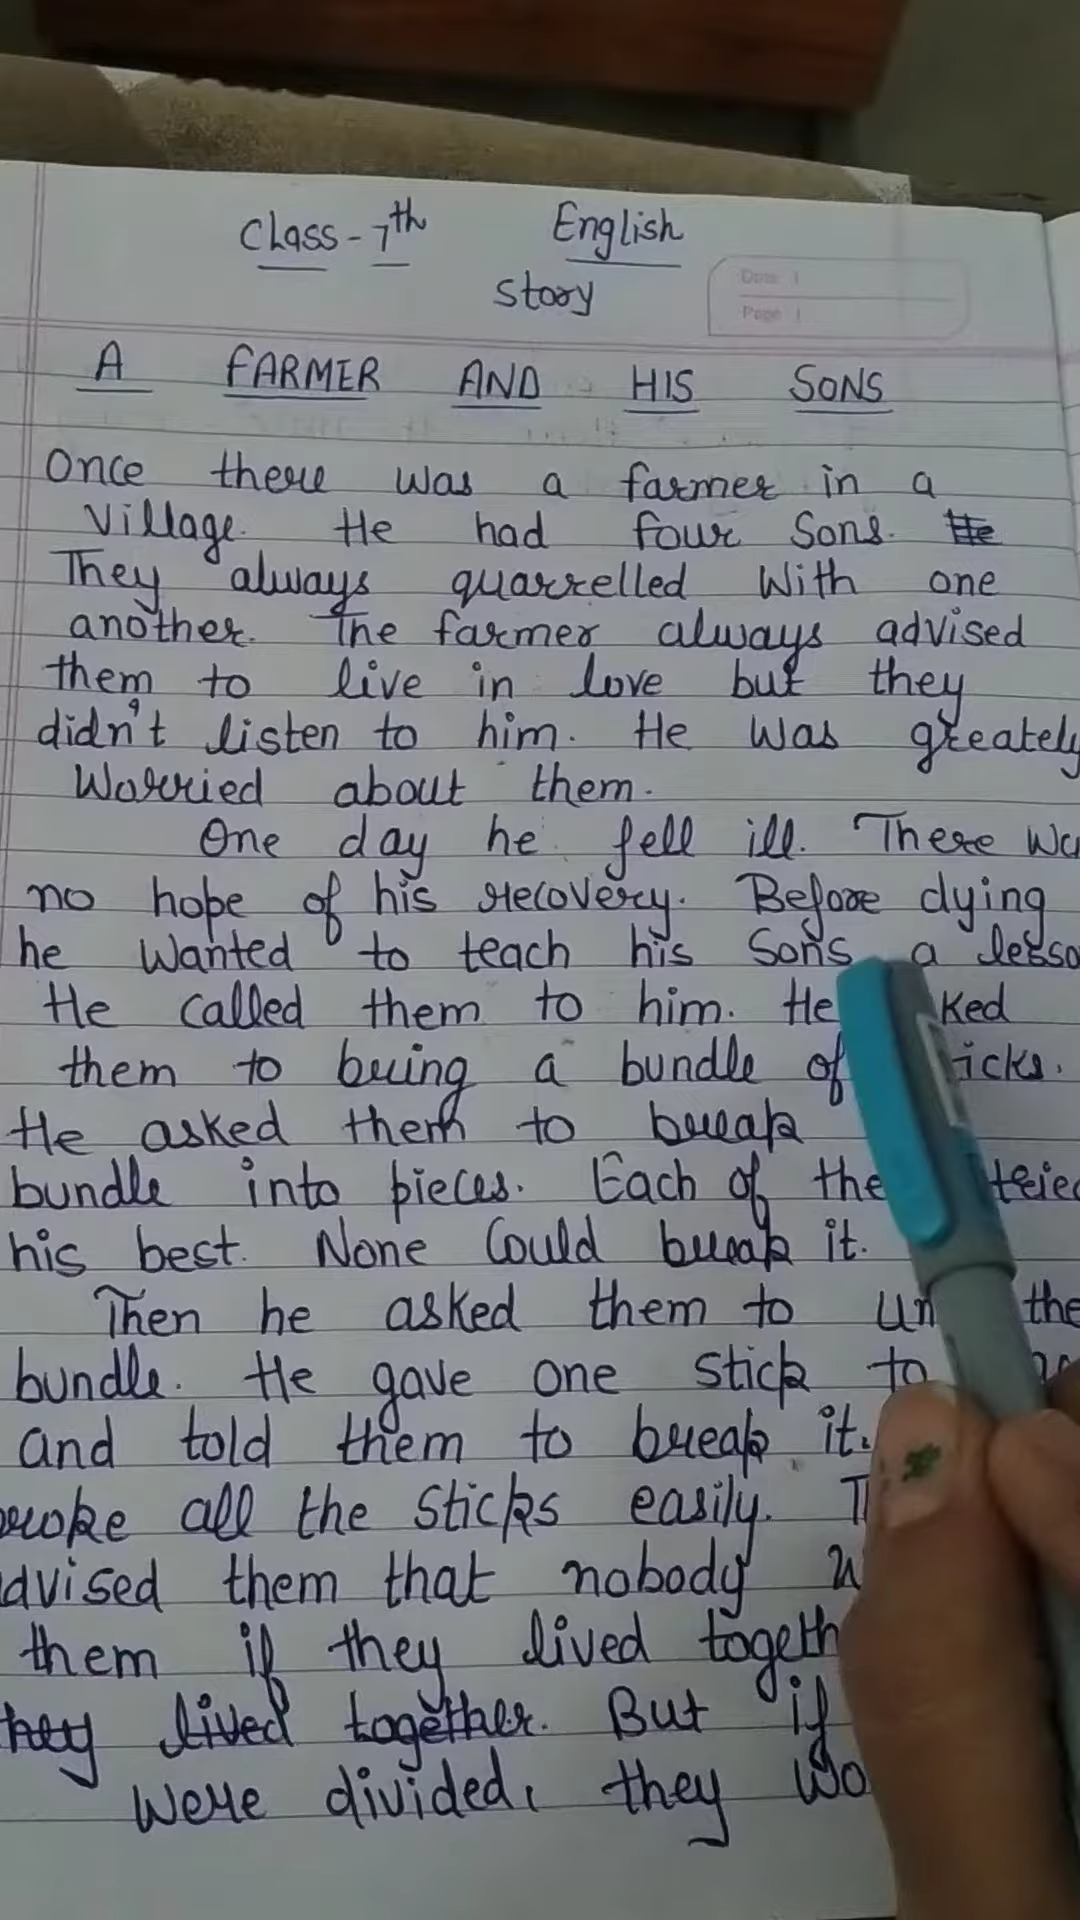 Class - 7th English
Story
Date
Page
A FARMER AND HIS SONS
Once there was a farmer in a
Village. He had four Sons. He
They always quarrelled With one
another. The farmer always advised
them to live in love but they
didn't listen to him. He was greately
Worried about them.
One day he fell ill. There
no hope of his recovery. Before dying
he wanted to teach his Sons a
He called them to him. He
them to bring a bundle of
He asked them to break
bundle into pieces. Each of
his best. None Could break it.
Then he asked them to the
bundle. He gave one stick to
and told them to break it.
all the sticks easily.
them that nobody
them if they lived
they lived together. But if
were divided, they